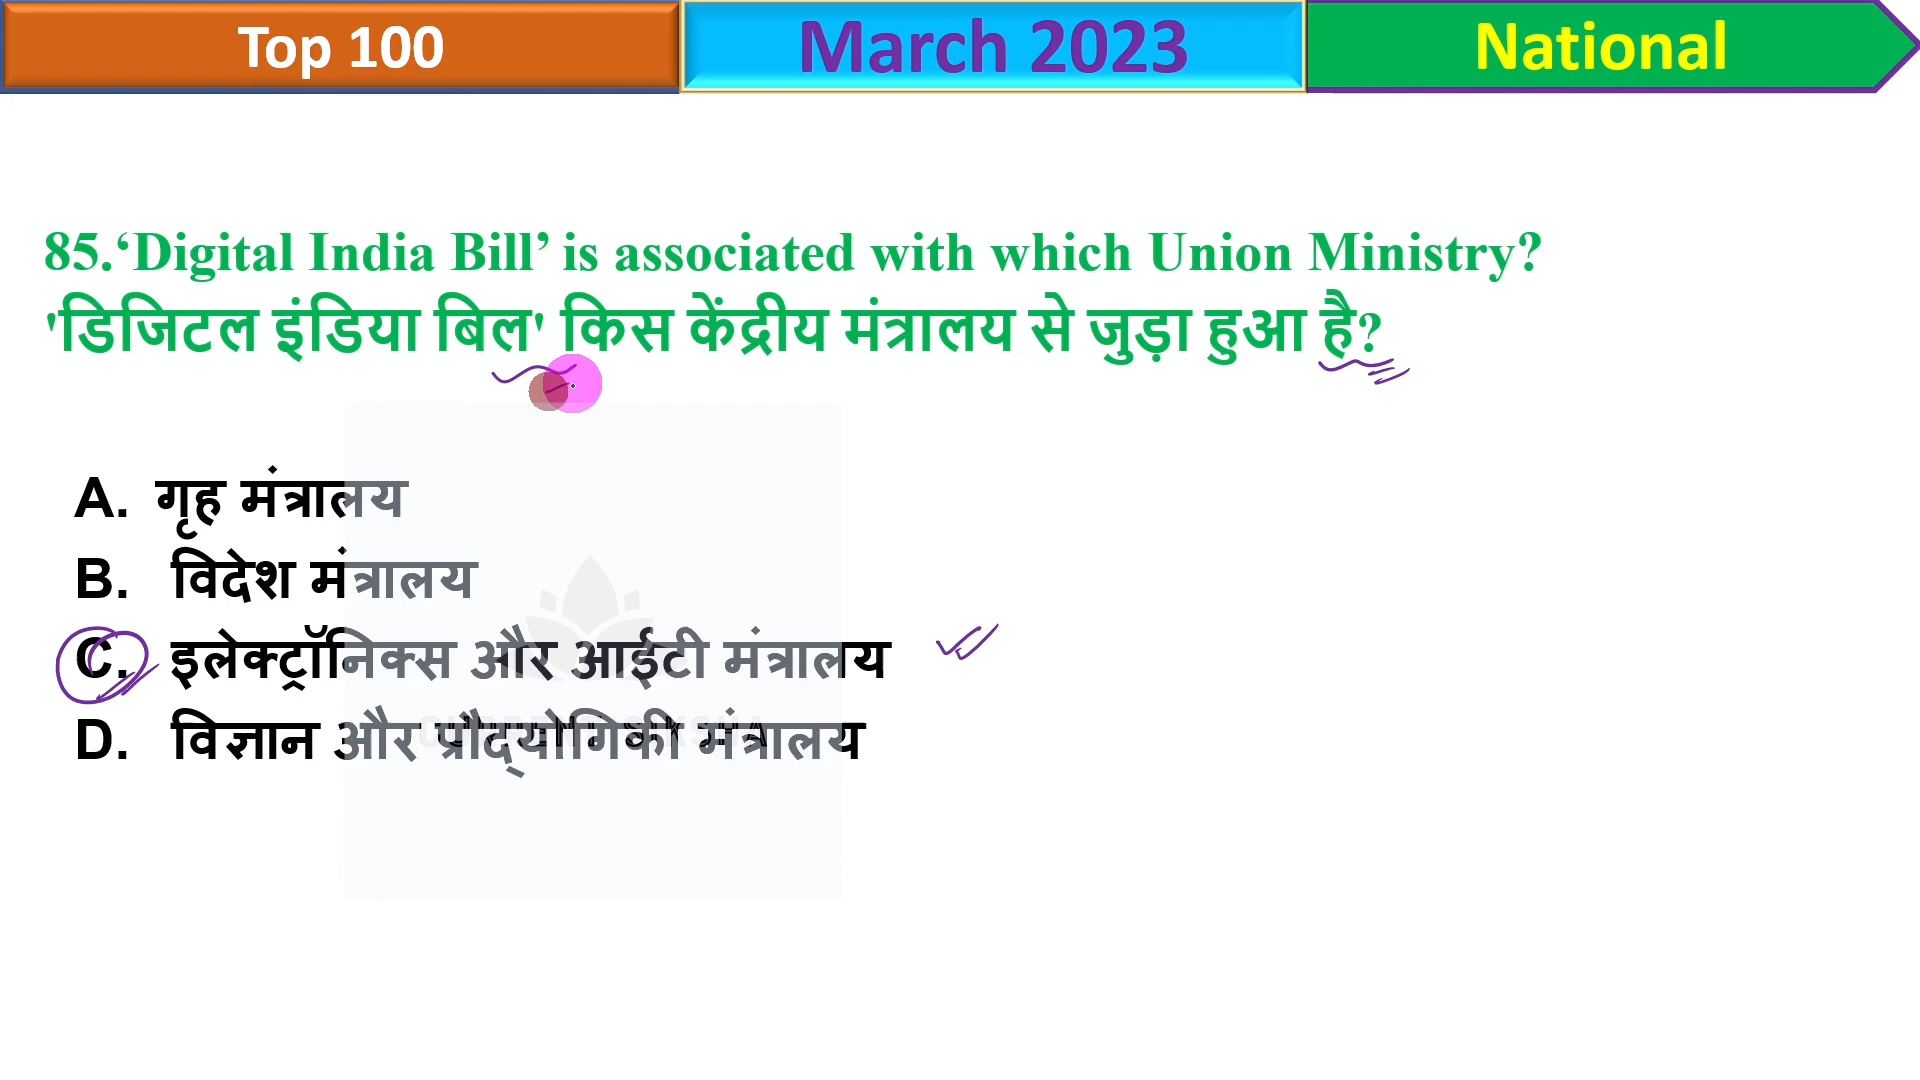 Top 100
March 2023
National
85.‘Digital India Bill’ is associated with which Union Ministry?
'डिजिटल इंडिया बिल' किस केंद्रीय मंत्रालय से जुड़ा हुआ है?
A. गृह मंत्रालय
B. विदेश मंत्रालय
C. इलेक्ट्रॉनिक्स और आईटी मंत्रालय
D. विज्ञान और प्रौद्योगिकी मंत्रालय